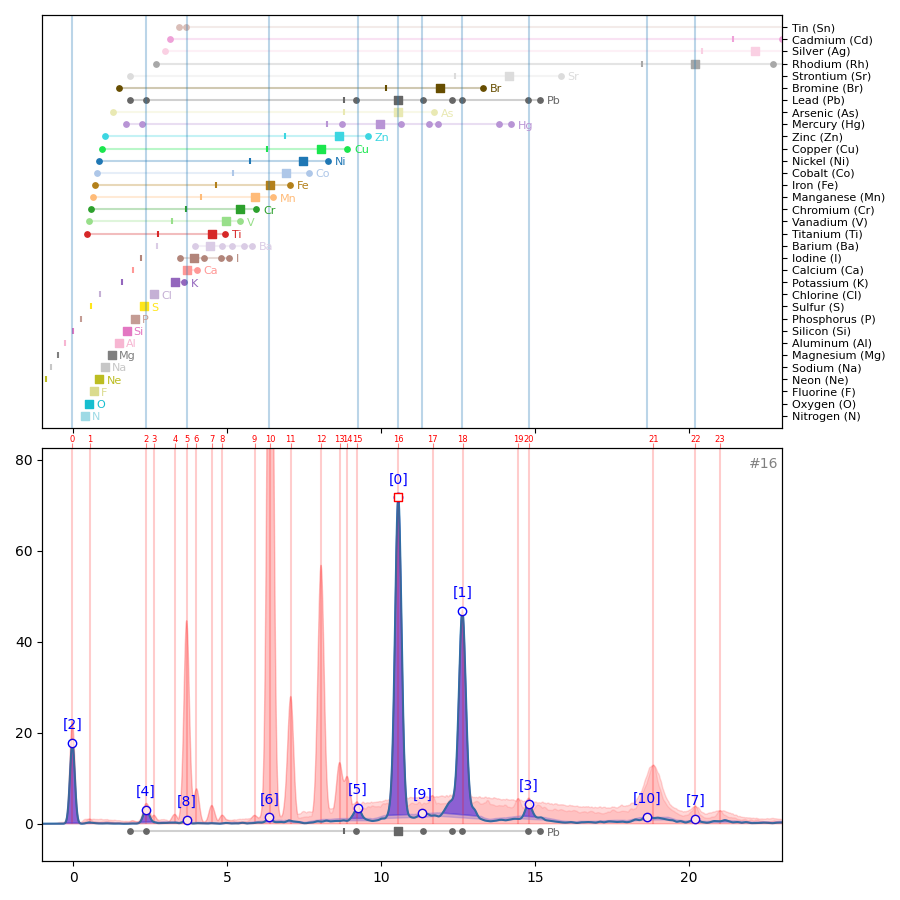 Tin (Sn)
Cadmium (Cd)
Silver (Ag)
Rhodium (Rh)
Sr Strontium (Sr)
Br Bromine (Br)
Pb Lead (Pb)
As Arsenic (As)
Hg Mercury (Hg)
Zn Zinc (Zn)
Cu Copper (Cu)
Ni Nickel (Ni)
Co Cobalt (Co)
Fe Iron (Fe)
Mn Manganese (Mn)
Cr Chromium (Cr)
V Vanadium (V)
Ti Titanium (Ti)
Ba Barium (Ba)
I Iodine (I)
Ca Calcium (Ca)
K Potassium (K)
Cl Chlorine (Cl)
S Sulfur (S)
P Phosphorus (P)
Si Silicon (Si)
Al Aluminum (Al)
Mg Magnesium (Mg)
Na Sodium (Na)
Ne Neon (Ne)
F Fluorine (F)
O Oxygen (O)
N Nitrogen (N)
0 1 2 3 4 5 6 7 8 9 10 11 12 13 14 15 16 17 18 19 20 21 22 23
#16
80
60
40
20
0
[0]
[1]
[2]
[4]
[8]
[6]
[5]
[9]
[3]
[10]
[7]
Pb
0 5 10 15 20